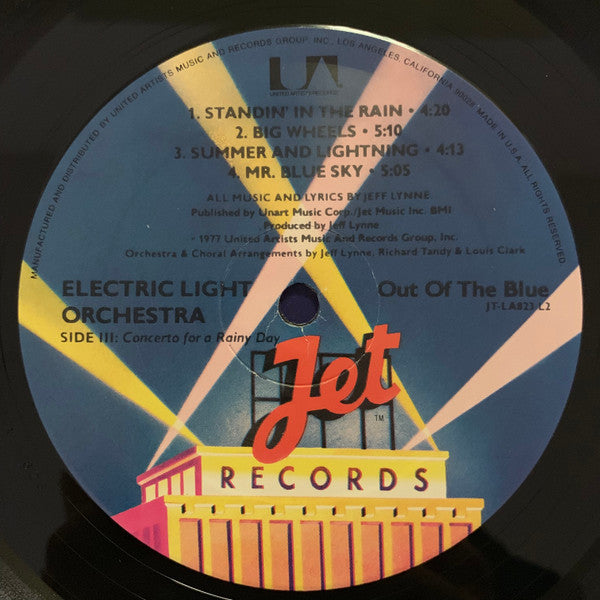 MANUFACTURED AND DISTRIBUTED BY UNITED ARTISTS MUSIC AND RECORDS GROUP, INC., LOS ANGELES, CALIFORNIA 90028 MADE IN U.S.A. ALL RIGHTS RESERVED
UA
UNITED ARTISTS RECORDS
1. STANDIN' IN THE RAIN • 4:20
2. BIG WHEELS • 5:10
3. SUMMER AND LIGHTNING • 4:13
4. MR. BLUE SKY • 5:05
ALL MUSIC AND LYRICS BY JEFF LYNNE
Published by Unart Music Corp./Jet Music Inc. BMI
Produced by Jeff Lynne
1977 United Artists Music And Records Group, Inc.
Orchestra & Choral Arrangements by Jeff Lynne, Richard Tandy & Louis Clark
ELECTRIC LIGHT
ORCHESTRA
Out Of The Blue
JT-LA823-L2
SIDE III: Concerto for a Rainy Day
Jet
TM
RECORDS